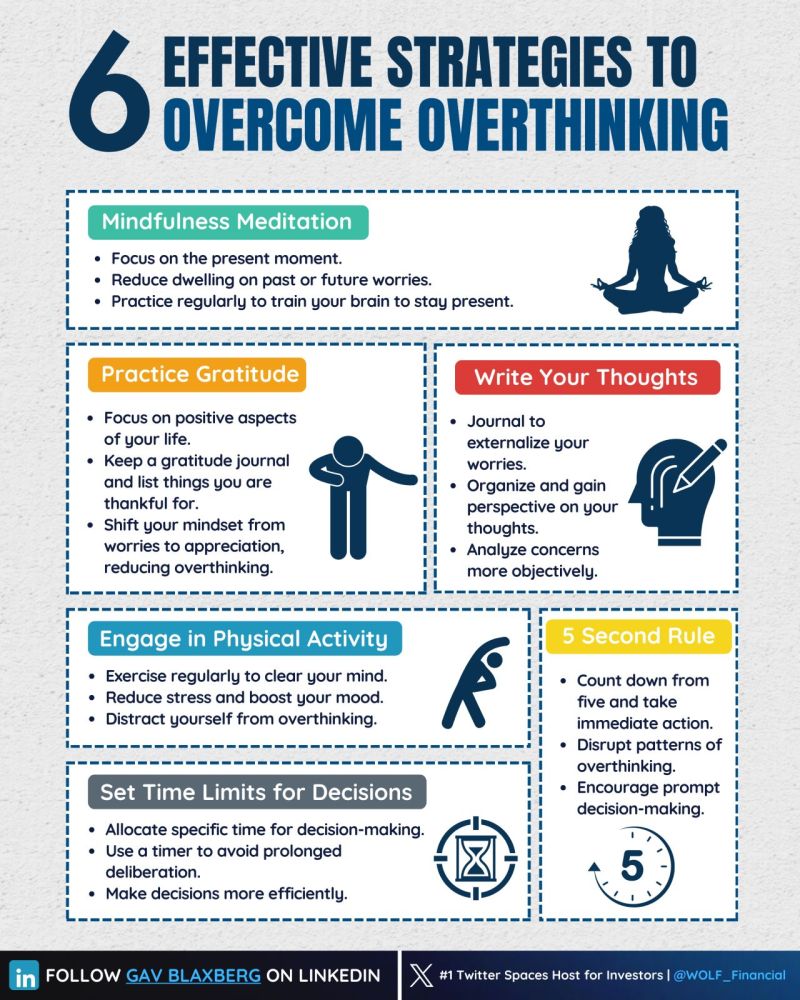 6 EFFECTIVE STRATEGIES TO
OVERCOME OVERTHINKING
Mindfulness Meditation
• Focus on the present moment.
• Reduce dwelling on past or future worries.
• Practice regularly to train your brain to stay present.
Practice Gratitude
• Focus on positive aspects
of your life.
• Keep a gratitude journal
and list things you are
thankful for.
• Shift your mindset from
worries to appreciation,
reducing overthinking.
Write Your Thoughts
• Journal to
externalize your
worries.
• Organize and gain
perspective on your
thoughts.
• Analyze concerns
more objectively.
Engage in Physical Activity
• Exercise regularly to clear your mind.
• Reduce stress and boost your mood.
• Distract yourself from overthinking.
5 Second Rule
• Count down from
five and take
immediate action.
• Disrupt patterns of
overthinking.
• Encourage prompt
decision-making.
5
Set Time Limits for Decisions
• Allocate specific time for decision-making.
• Use a timer to avoid prolonged
deliberation.
• Make decisions more efficiently.
in FOLLOW GAV BLAXBERG ON LINKEDIN
X #1 Twitter Spaces Host for Investors | @WOLF_Financial